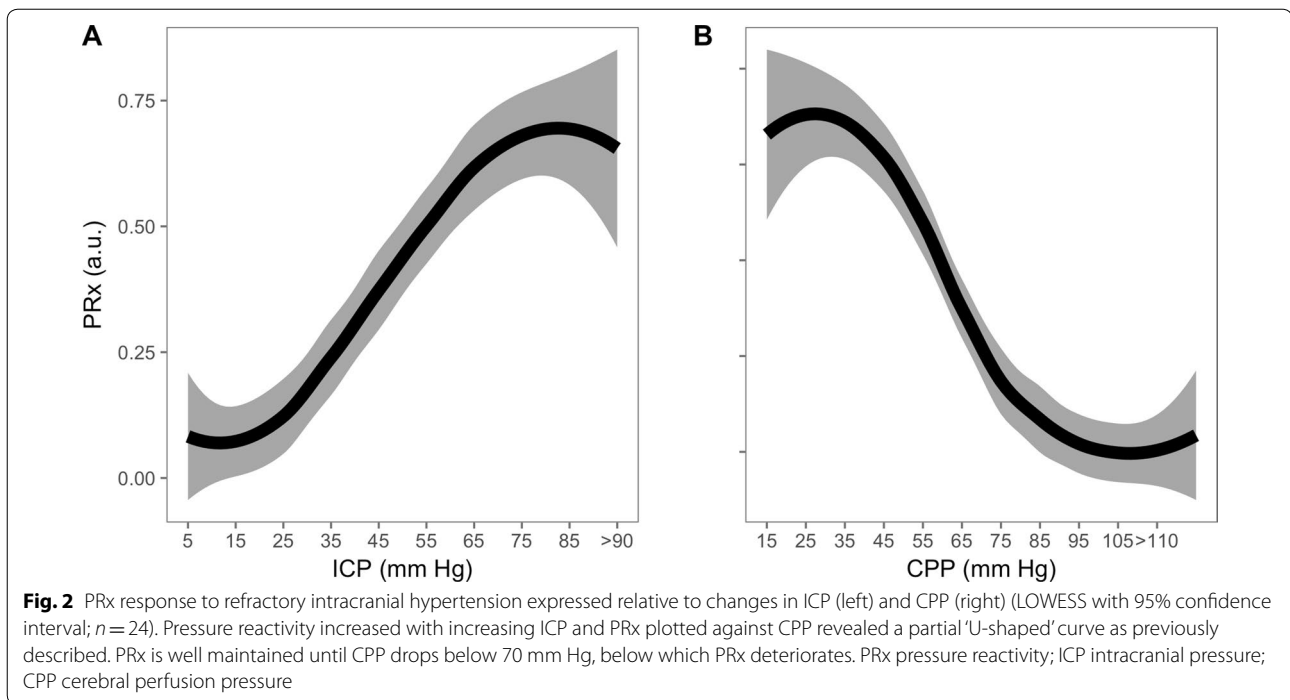 A
B
0.75
0.50
0.25
0.00
PRx (a.u.)
5 15 25 35 45 55 65 75 85 >90
15 25 35 45 55 65 75 85 95 105 >110
ICP (mm Hg)
CPP (mm Hg)
Fig. 2 PRx response to refractory intracranial hypertension expressed relative to changes in ICP (left) and CPP (right) (LOWESS with 95% confidence
interval; n = 24). Pressure reactivity increased with increasing ICP and PRx plotted against CPP revealed a partial ‘U-shaped’ curve as previously
described. PRx is well maintained until CPP drops below 70 mm Hg, below which PRx deteriorates. PRx pressure reactivity; ICP intracranial pressure;
CPP cerebral perfusion pressure